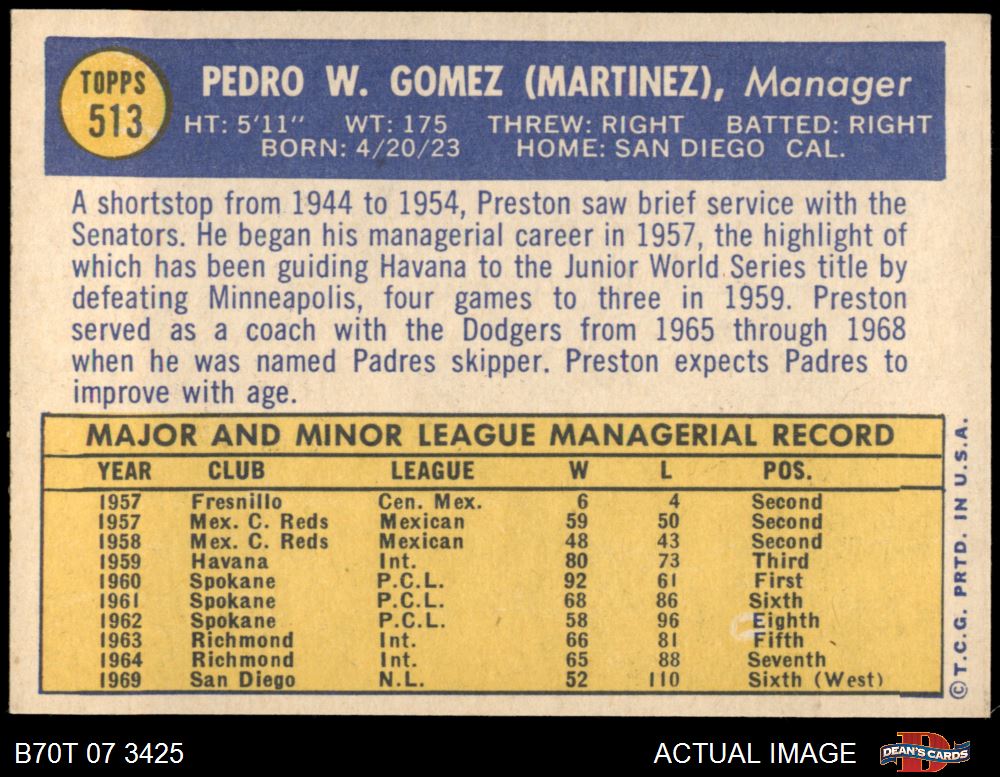 TOPPS
513
PEDRO W. GOMEZ (MARTINEZ), Manager
HT: 5'11" WT: 175 THREW: RIGHT BATTED: RIGHT
BORN: 4/20/23 HOME: SAN DIEGO CAL.
A shortstop from 1944 to 1954, Preston saw brief service with the
Senators. He began his managerial career in 1957, the highlight of
which has been guiding Havana to the Junior World Series title by
defeating Minneapolis, four games to three in 1959. Preston
served as a coach with the Dodgers from 1965 through 1968
when he was named Padres skipper. Preston expects Padres to
improve with age.
MAJOR AND MINOR LEAGUE MANAGERIAL RECORD
YEAR CLUB LEAGUE W L POS.
1957 Fresnillo Cen. Mex. 6 4 Second
1957 Mex. C. Reds Mexican 59 50 Second
1958 Mex. C. Reds Mexican 48 43 Second
1959 Havana Int. 80 73 Third
1960 Spokane P.C.L. 92 61 First
1961 Spokane P.C.L. 68 86 Sixth
1962 Spokane P.C.L. 58 96 Eighth
1963 Richmond Int. 66 81 Fifth
1964 Richmond Int. 65 88 Seventh
1969 San Diego N.L. 52 110 Sixth (West)
© T.C.G. PRTD. IN U.S.A.
B70T 07 3425
ACTUAL IMAGE
DEAN'S CARDS